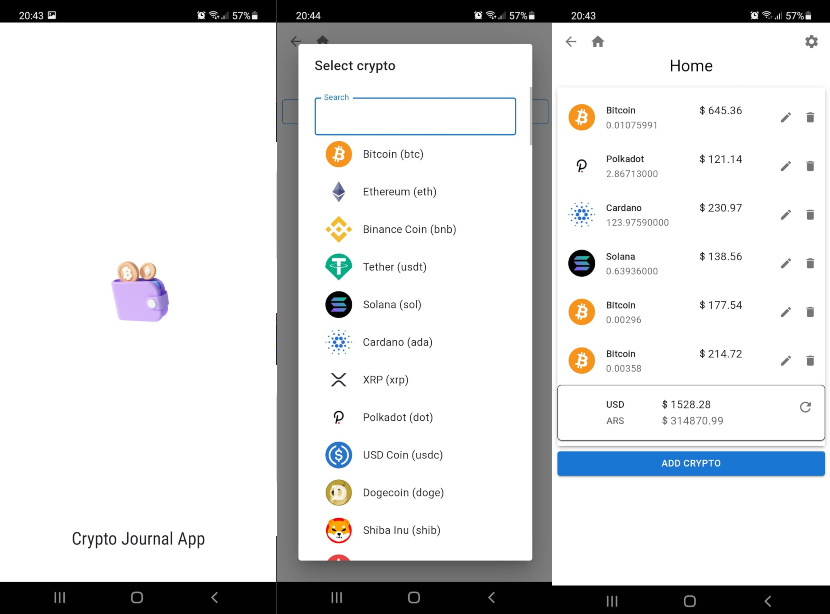 20:43
57%
Crypto Journal App
20:44
57%
Select crypto
Search
Bitcoin (btc)
Ethereum (eth)
Binance Coin (bnb)
Tether (usdt)
Solana (sol)
Cardano (ada)
XRP (xrp)
Polkadot (dot)
USD Coin (usdc)
Dogecoin (doge)
Shiba Inu (shib)
20:43
57%
Home
Bitcoin
$ 645.36
0.01075991
Polkadot
$ 121.14
2.86713000
Cardano
$ 230.97
123.97590000
Solana
$ 138.56
0.63936000
Bitcoin
$ 177.54
0.00296
Bitcoin
$ 214.72
0.00358
USD $ 1528.28
ARS $ 314870.99
ADD CRYPTO